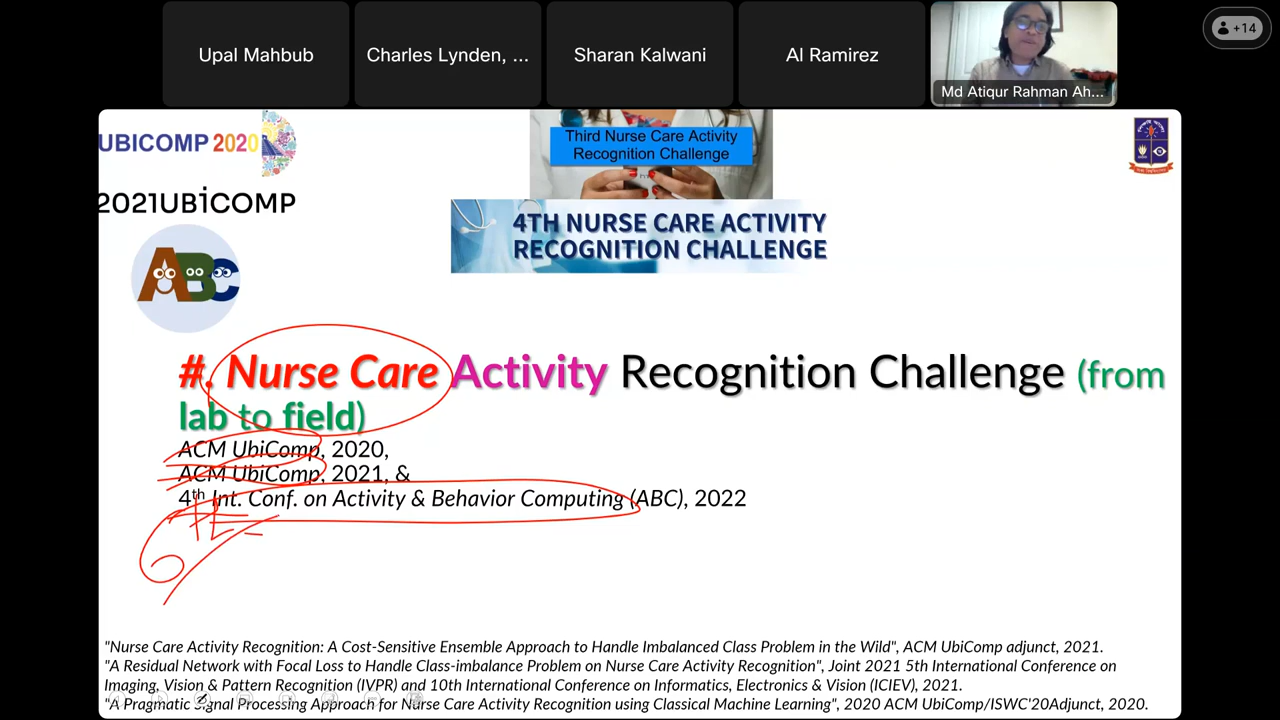 Upal Mahbub
Charles Lynden, ...
Sharan Kalwani
Al Ramirez
Md Atiqur Rahman Ah...
+14
UBICOMP 2020
2021UBICOMP
Third Nurse Care Activity
Recognition Challenge
4TH NURSE CARE ACTIVITY
RECOGNITION CHALLENGE
ABC
#. Nurse Care Activity Recognition Challenge (from
lab to field)
ACM UbiComp, 2020,
ACM UbiComp, 2021, &
4th Int. Conf. on Activity & Behavior Computing (ABC), 2022
"Nurse Care Activity Recognition: A Cost-Sensitive Ensemble Approach to Handle Imbalanced Class Problem in the Wild", ACM UbiComp adjunct, 2021.
"A Residual Network with Focal Loss to Handle Class-imbalance Problem on Nurse Care Activity Recognition", Joint 2021 5th International Conference on
Imaging, Vision & Pattern Recognition (IVPR) and 10th International Conference on Informatics, Electronics & Vision (ICIEV), 2021.
"A Pragmatic Signal Processing Approach for Nurse Care Activity Recognition using Classical Machine Learning", 2020 ACM UbiComp/ISWC'20Adjunct, 2020.